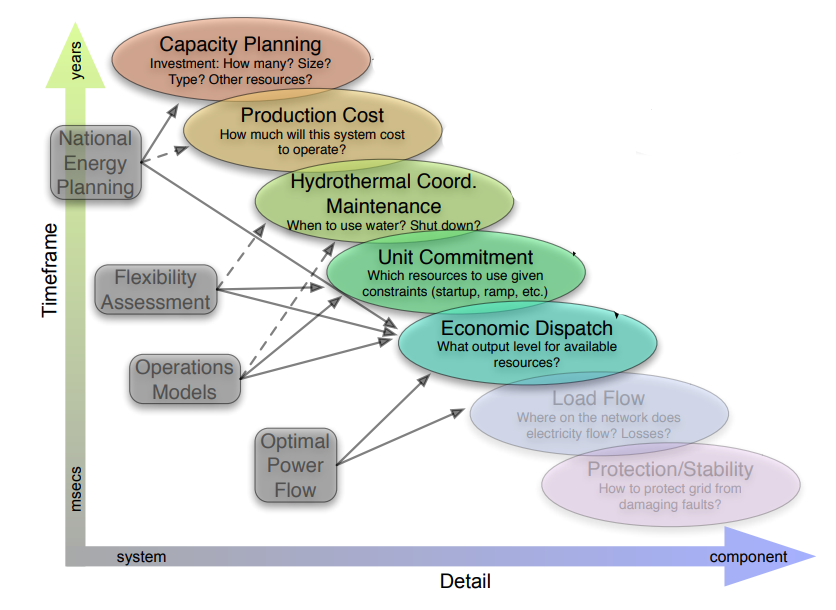 years
Capacity Planning
Investment: How many? Size?
Type? Other resources?
Production Cost
How much will this system cost
to operate?
National
Energy
Planning
Hydrothermal Coord.
Maintenance
When to use water? Shut down?
Timeframe
Unit Commitment
Which resources to use given
constraints (startup, ramp, etc.)
Flexibility
Assessment
Economic Dispatch
What output level for available
resources?
Operations
Models
Load Flow
Where on the network does
electricity flow? Losses?
Optimal
Power
Flow
Protection/Stability
How to protect grid from
damaging faults?
msecs
system
component
Detail